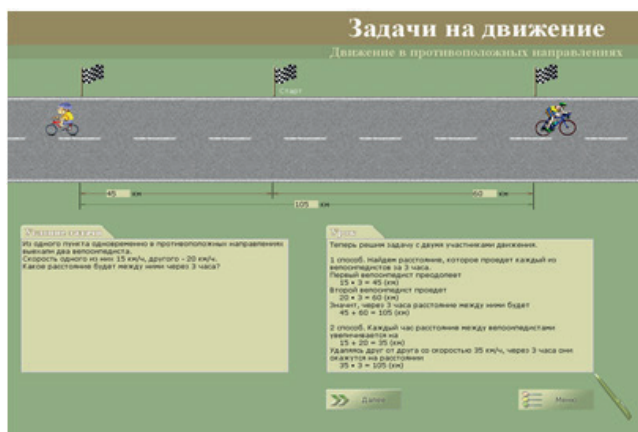 Задачи на движение
Движение в противоположных направлениях
Старт
45 км
60 км
105 км
Условие задачи
Из одного пункта одновременно в противоположных направлениях
выехали два велосипедиста.
Скорость одного из них 15 км/ч, другого - 20 км/ч.
Какое расстояние будет между ними через 3 часа?
Урок
Теперь решим задачу с двумя участниками движения.
1 способ. Найдем расстояние, которое проедет каждый из
велосипедистов за 3 часа.
Первый велосипедист преодолеет
15 • 3 = 45 (км)
Второй велосипедист проедет
20 • 3 = 60 (км)
Значит, через 3 часа расстояние между ними будет
45 + 60 = 105 (км)
2 способ. Каждый час расстояние между велосипедистами
увеличивается на
15 + 20 = 35 (км)
Удаляясь друг от друга со скоростью 35 км/ч, через 3 часа они
окажутся на расстоянии
35 • 3 = 105 (км)
Далее
Меню